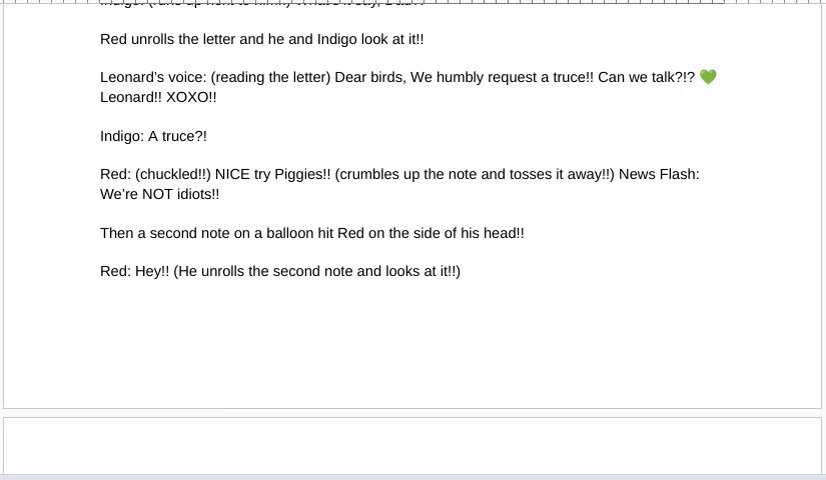 Red unrolls the letter and he and Indigo look at it!!
Leonard’s voice: (reading the letter) Dear birds, We humbly request a truce!! Can we talk?!? 💚
Leonard!! XOXO!!
Indigo: A truce?!
Red: (chuckled!!) NICE try Piggies!! (crumbles up the note and tosses it away!!) News Flash:
We’re NOT idiots!!
Then a second note on a balloon hit Red on the side of his head!!
Red: Hey!! (He unrolls the second note and looks at it!!)